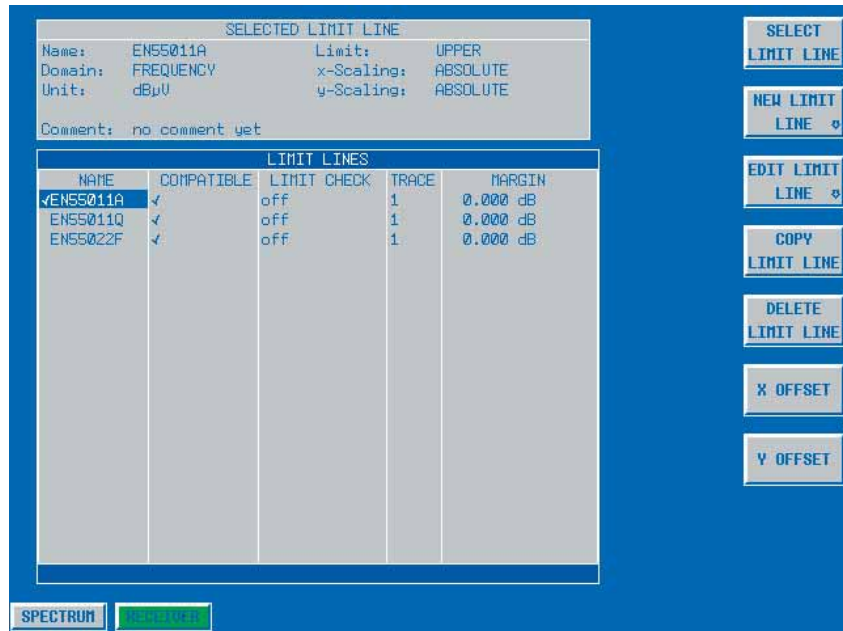 SELECTED LIMIT LINE
Name: EN55011A Limit: UPPER
Domain: FREQUENCY x-Scaling: ABSOLUTE
Unit: dBµV y-Scaling: ABSOLUTE
Comment: no comment yet
LIMIT LINES
NAME COMPATIBLE LIMIT CHECK TRACE MARGIN
√EN55011A √ off 1 0.000 dB
EN55011Q √ off 1 0.000 dB
EN55022F √ off 1 0.000 dB
SELECT
LIMIT LINE
NEW LIMIT
LINE
EDIT LIMIT
LINE
COPY
LIMIT LINE
DELETE
LIMIT LINE
X OFFSET
Y OFFSET
SPECTRUM RECEIVER